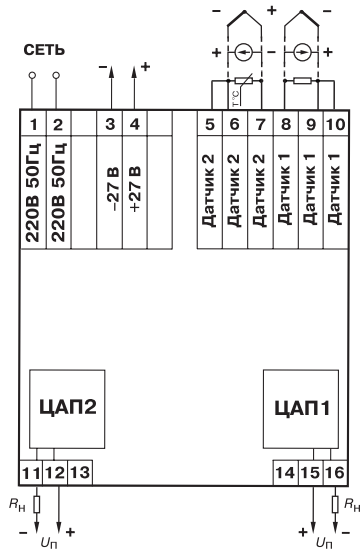 − + −
СЕТЬ − +
+ − + −
t°C
1 2 3 4 5 6 7 8 9 10
220В 50Гц
220В 50Гц
−27 В
+27 В
Датчик 2
Датчик 2
Датчик 2
Датчик 1
Датчик 1
Датчик 1
ЦАП2 ЦАП1
11 12 13 14 15 16
RН RН
− + + −
UП UП